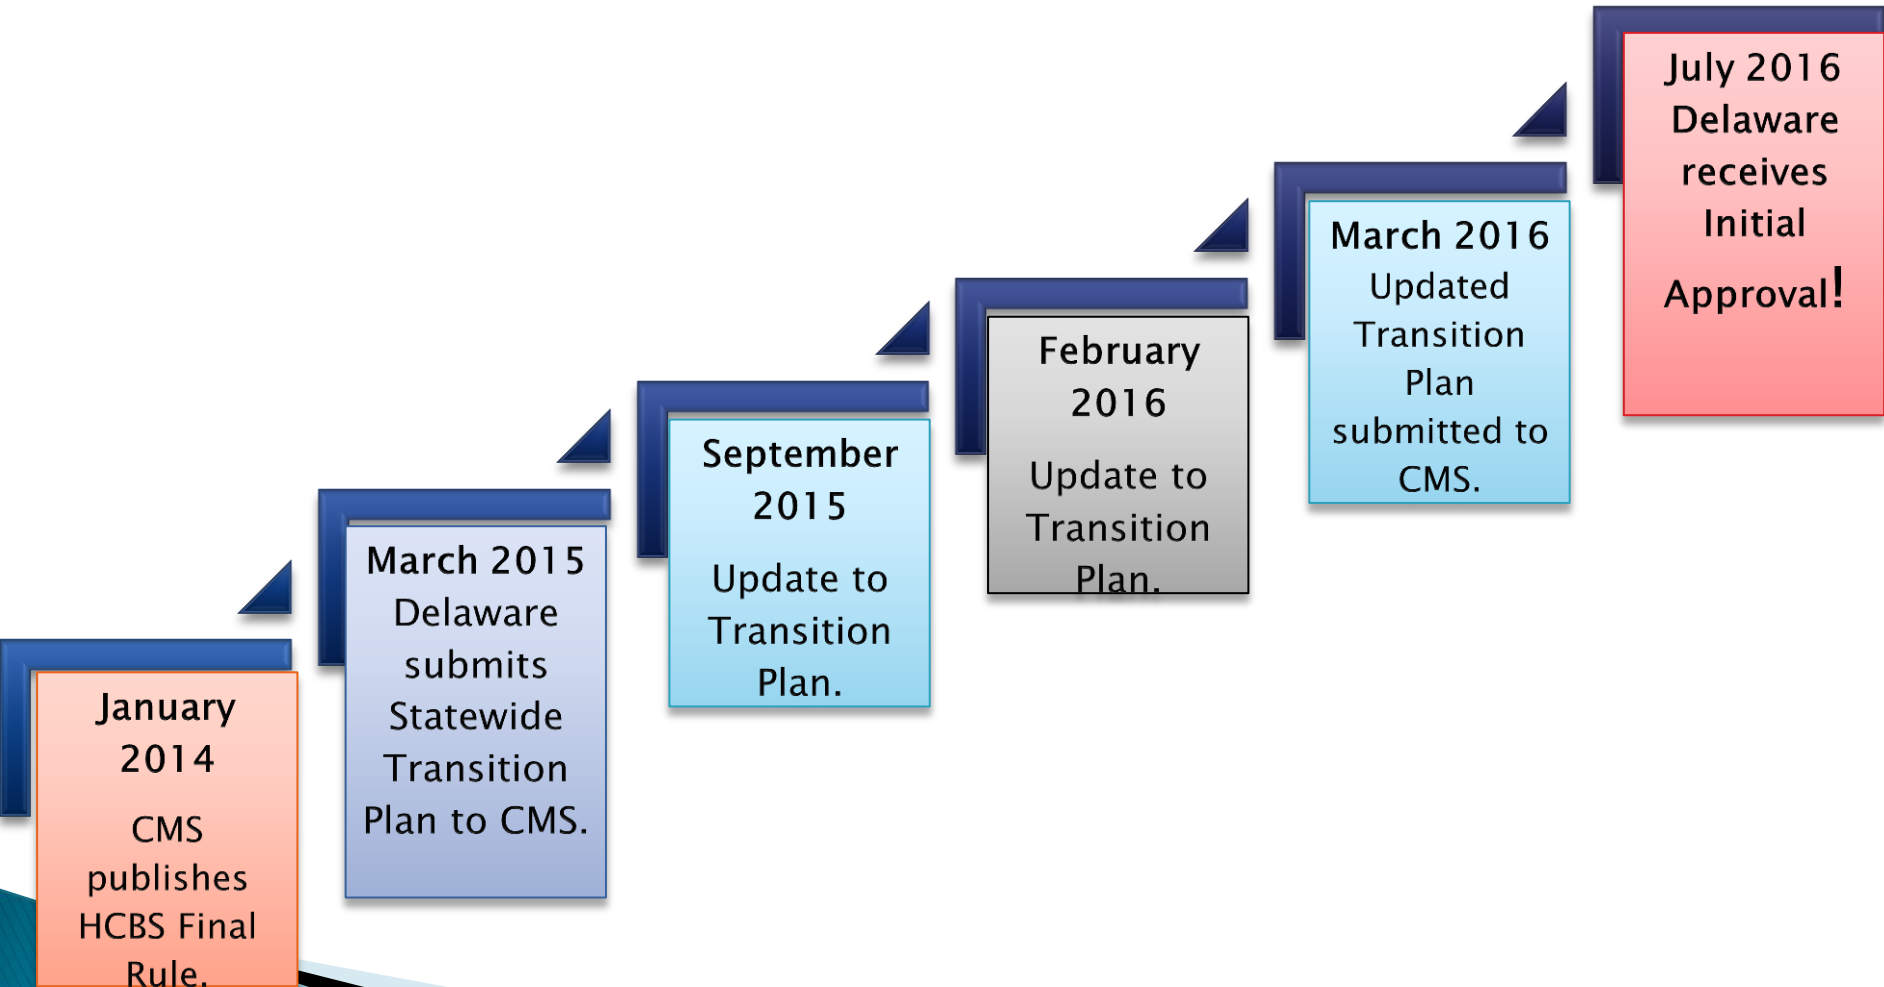 January
2014
CMS
publishes
HCBS Final
Rule.
March 2015
Delaware
submits
Statewide
Transition
Plan to CMS.
September
2015
Update to
Transition
Plan.
February
2016
Update to
Transition
Plan.
March 2016
Updated
Transition
Plan
submitted to
CMS.
July 2016
Delaware
receives
Initial
Approval!